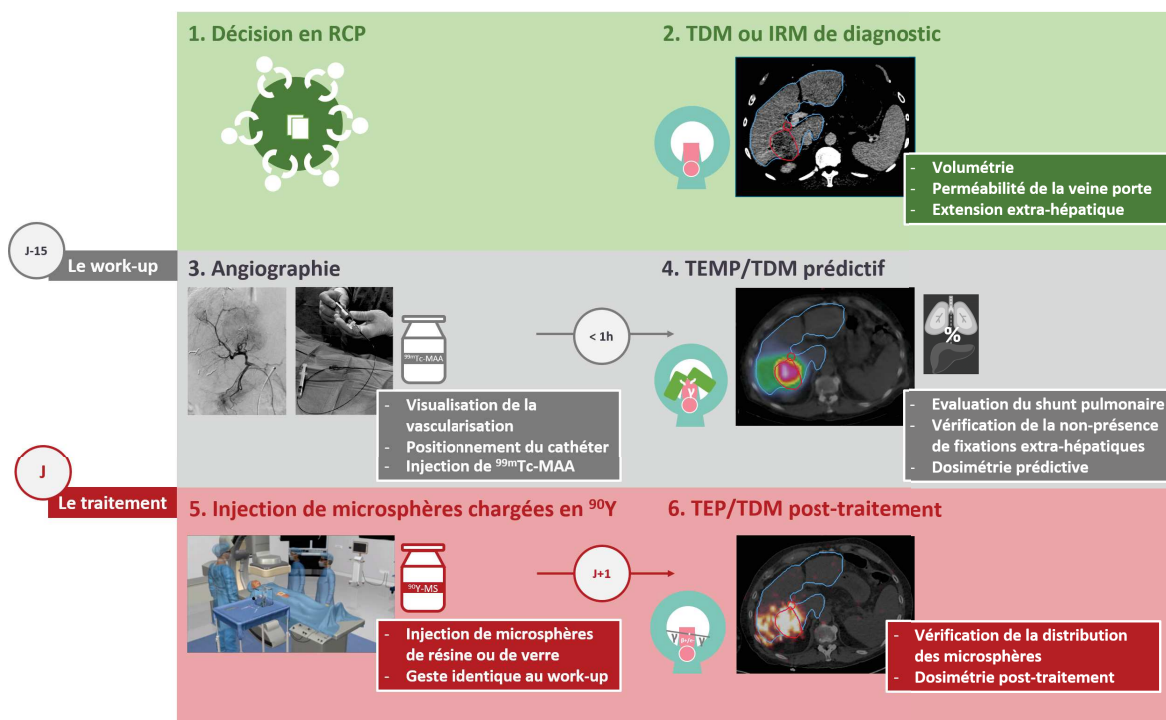 1. Décision en RCP
2. TDM ou IRM de diagnostic
- Volumétrie
- Perméabilité de la veine porte
- Extension extra-hépatique
J-15
Le work-up
3. Angiographie
4. TEMP/TDM prédictif
99mTc-MAA
< 1h
γ
%
- Visualisation de la
vascularisation
- Positionnement du cathéter
- Injection de 99mTc-MAA
- Evaluation du shunt pulmonaire
- Vérification de la non-présence
de fixations extra-hépatiques
- Dosimétrie prédictive
J
Le traitement
5. Injection de microsphères chargées en 90Y
6. TEP/TDM post-traitement
90Y-MS
J+1
γ β+/- γ
- Injection de microsphères
de résine ou de verre
- Geste identique au work-up
- Vérification de la distribution
des microsphères
- Dosimétrie post-traitement